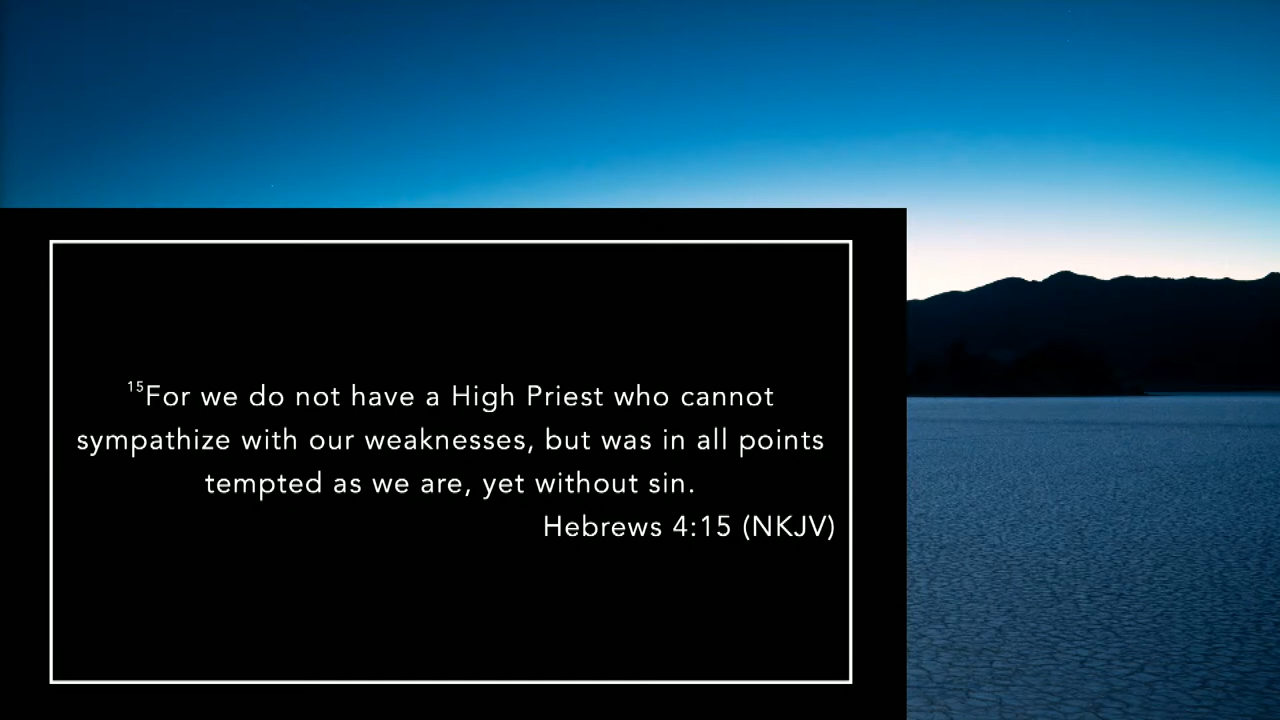 ¹⁵For we do not have a High Priest who cannot
sympathize with our weaknesses, but was in all points
tempted as we are, yet without sin.
Hebrews 4:15 (NKJV)